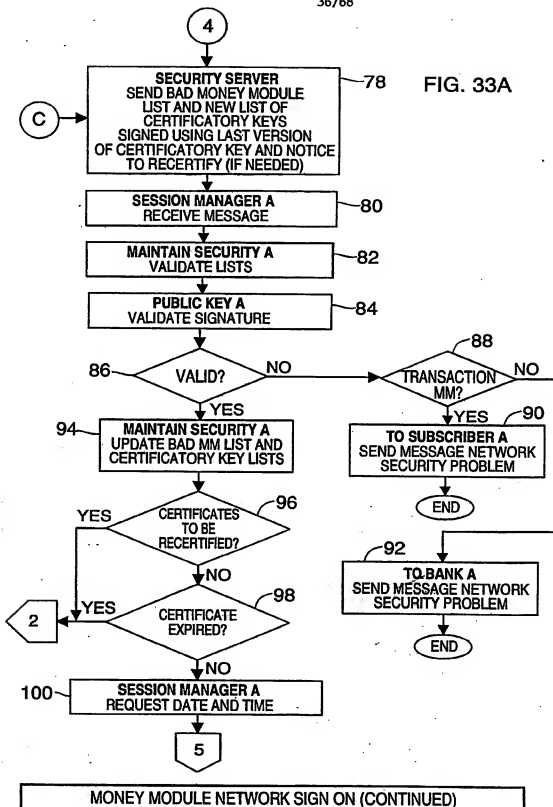 36/68
4
FIG. 33A
SECURITY SERVER
SEND BAD MONEY MODULE
LIST AND NEW LIST OF
CERTIFICATORY KEYS
SIGNED USING LAST VERSION
OF CERTIFICATORY KEY AND NOTICE
TO RECERTIFY (IF NEEDED)
78
C
SESSION MANAGER A
RECEIVE MESSAGE
80
MAINTAIN SECURITY A
VALIDATE LISTS
82
PUBLIC KEY A
VALIDATE SIGNATURE
84
86
VALID?
NO
YES
88
TRANSACTION
MM?
NO
YES
90
TO SUBSCRIBER A
SEND MESSAGE NETWORK
SECURITY PROBLEM
END
94
MAINTAIN SECURITY A
UPDATE BAD MM LIST AND
CERTIFICATORY KEY LISTS
96
CERTIFICATES
TO BE
RECERTIFIED?
YES
NO
92
TO BANK A
SEND MESSAGE NETWORK
SECURITY PROBLEM
END
98
CERTIFICATE
EXPIRED?
YES
2
NO
100
SESSION MANAGER A
REQUEST DATE AND TIME
5
MONEY MODULE NETWORK SIGN ON (CONTINUED)